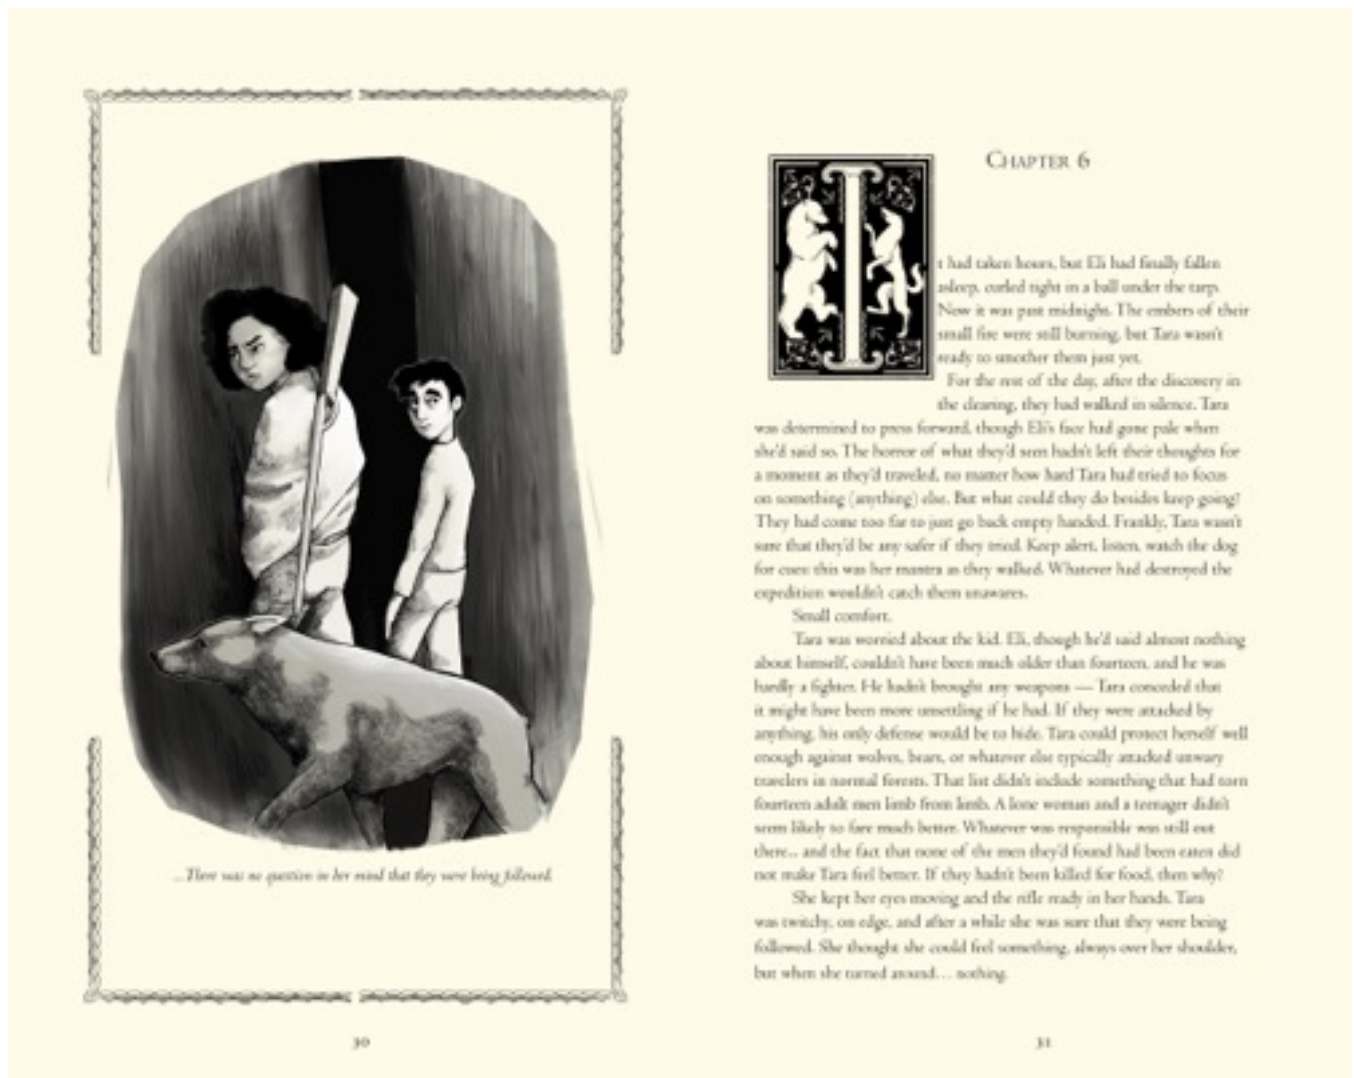 ...There was no question in her mind that they were being followed.
30
CHAPTER 6
It had taken hours, but Eli had finally fallen
asleep, curled tight in a ball under the tarp.
Now it was past midnight. The embers of their
small fire were still burning, but Tara wasn't
ready to smother them just yet.
For the rest of the day, after the discovery in
the clearing, they had walked in silence. Tara
was determined to press forward, though Eli's face had gone pale when
she'd said so. The horror of what they'd seen hadn't left their thoughts for
a moment as they'd traveled, no matter how hard Tara had tried to focus
on something (anything) else. But what could they do besides keep going?
They had come too far to just go back empty handed. Frankly, Tara wasn't
sure that they'd be any safer if they tried. Keep alert, listen, watch the dog
for cues: this was her mantra as they walked. Whatever had destroyed the
expedition wouldn't catch them unawares.
Small comfort.
Tara was worried about the kid. Eli, though he'd said almost nothing
about himself, couldn't have been much older than fourteen, and he was
hardly a fighter. He hadn't brought any weapons — Tara conceded that
it might have been more unsettling if he had. If they were attacked by
anything, his only defense would be to hide. Tara could protect herself well
enough against wolves, bears, or whatever else typically attacked unwary
travelers in normal forests. That list didn't include something that had torn
fourteen adult men limb from limb. A lone woman and a teenager didn't
seem likely to fare much better. Whatever was responsible was still out
there... and the fact that none of the men they'd found had been eaten did
not make Tara feel better. If they hadn't been killed for food, then why?
She kept her eyes moving and the rifle ready in her hands. Tara
was twitchy, on edge, and after a while she was sure that they were being
followed. She thought she could feel something, always over her shoulder,
but when she turned around... nothing.
31